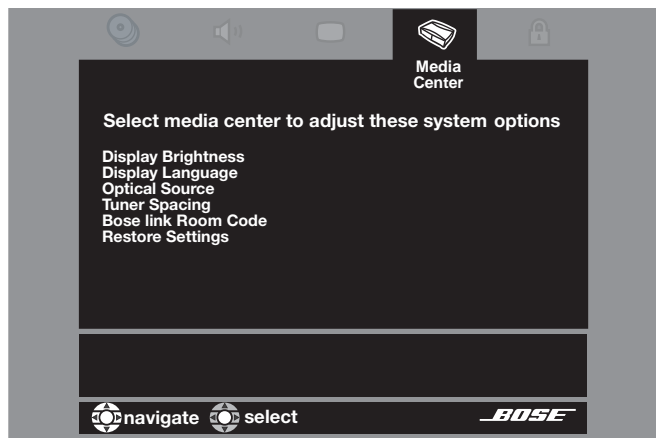 Media
Center
Select media center to adjust these system options
Display Brightness
Display Language
Optical Source
Tuner Spacing
Bose link Room Code
Restore Settings
navigate select
BOSE